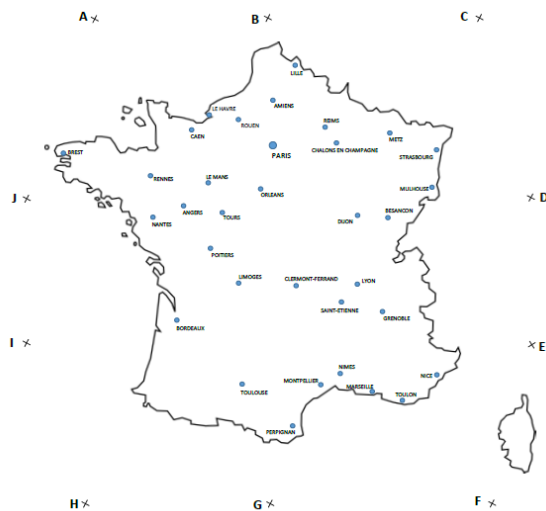 A
B
C
LILLE
AMIENS
LE HAVRE
ROUEN
REIMS
CAEN
METZ
PARIS
CHALONS EN CHAMPAGNE
BREST
STRASBOURG
RENNES
LE MANS
ORLEANS
MULHOUSE
J
D
ANGERS
NANTES
TOURS
DIJON
BESANCON
POITIERS
LIMOGES
CLERMONT-FERRAND
LYON
SAINT-ETIENNE
GRENOBLE
BORDEAUX
I
E
NIMES
NICE
TOULOUSE
MONTPELLIER
MARSEILLE
TOULON
PERPIGNAN
H
G
F